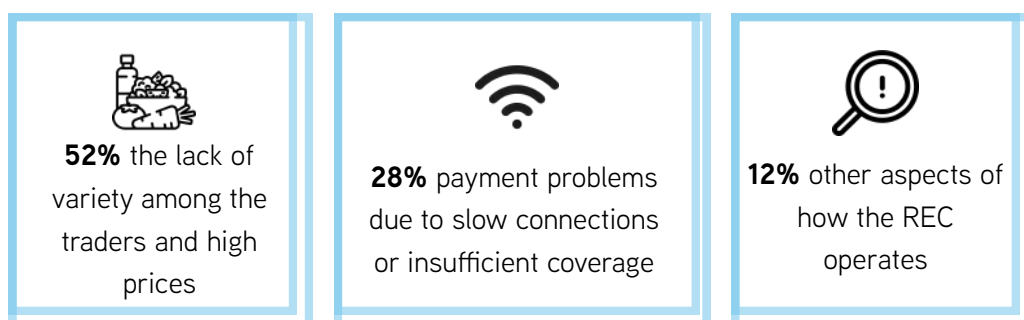 52% the lack of
variety among the
traders and high
prices
28% payment problems
due to slow connections
or insufficient coverage
12% other aspects of
how the REC
operates